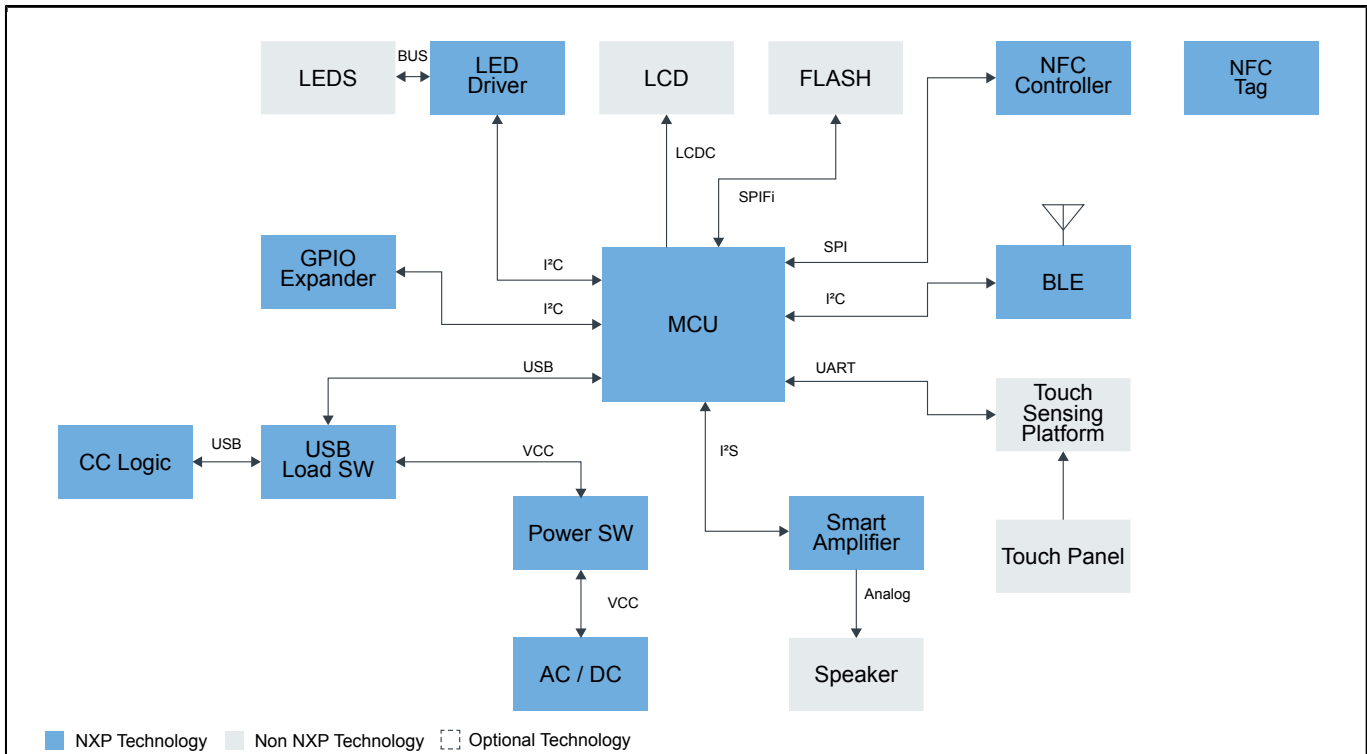 LEDS
BUS
LED
Driver
LCD
FLASH
NFC
Controller
NFC
Tag
LCDC
SPIFi
GPIO
Expander
I²C
I²C
MCU
SPI
I²C
BLE
USB
UART
Touch
Sensing
Platform
CC Logic
USB
USB
Load SW
VCC
I²S
Power SW
Smart
Amplifier
Touch Panel
VCC
Analog
AC / DC
Speaker
NXP Technology
Non NXP Technology
Optional Technology